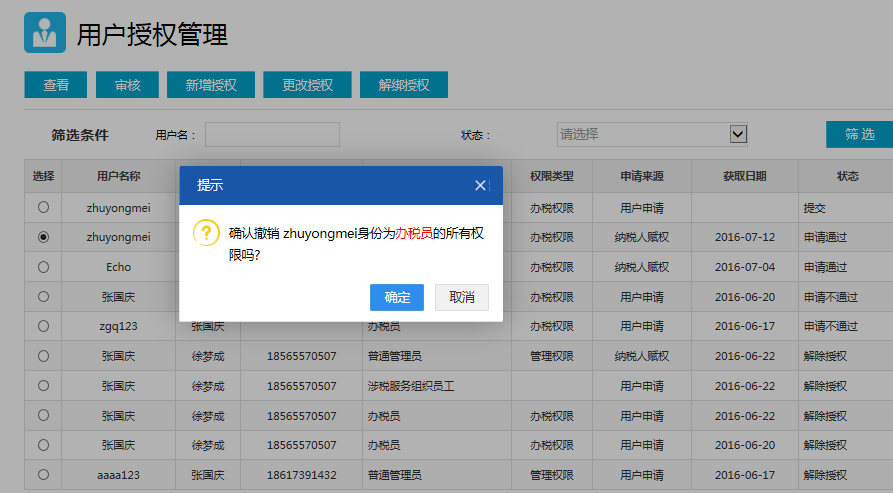 用户授权管理
查看 审核 新增授权 更改授权 解绑授权
筛选条件 用户名： 状态： 请选择 筛 选
选择 用户名称 权限类型 申请来源 获取日期 状态
zhuyongmei 办税权限 用户申请 提交
zhuyongmei 办税权限 纳税人赋权 2016-07-12 申请通过
Echo 办税权限 纳税人赋权 2016-07-04 申请通过
张国庆 办税权限 用户申请 2016-06-20 申请不通过
zgq123 张国庆 办税员 办税权限 用户申请 2016-06-17 申请不通过
张国庆 徐梦成 18565570507 普通管理员 管理权限 纳税人赋权 2016-06-22 解除授权
张国庆 徐梦成 18565570507 涉税服务组织员工 用户申请 2016-06-22 解除授权
张国庆 徐梦成 18565570507 办税员 办税权限 用户申请 2016-06-22 解除授权
张国庆 徐梦成 18565570507 办税员 办税权限 用户申请 2016-06-20 解除授权
aaaa123 张国庆 18617391432 普通管理员 管理权限 用户申请 2016-06-17 解除授权
提示
确认撤销 zhuyongmei身份为办税员的所有权
限吗?
确定 取消